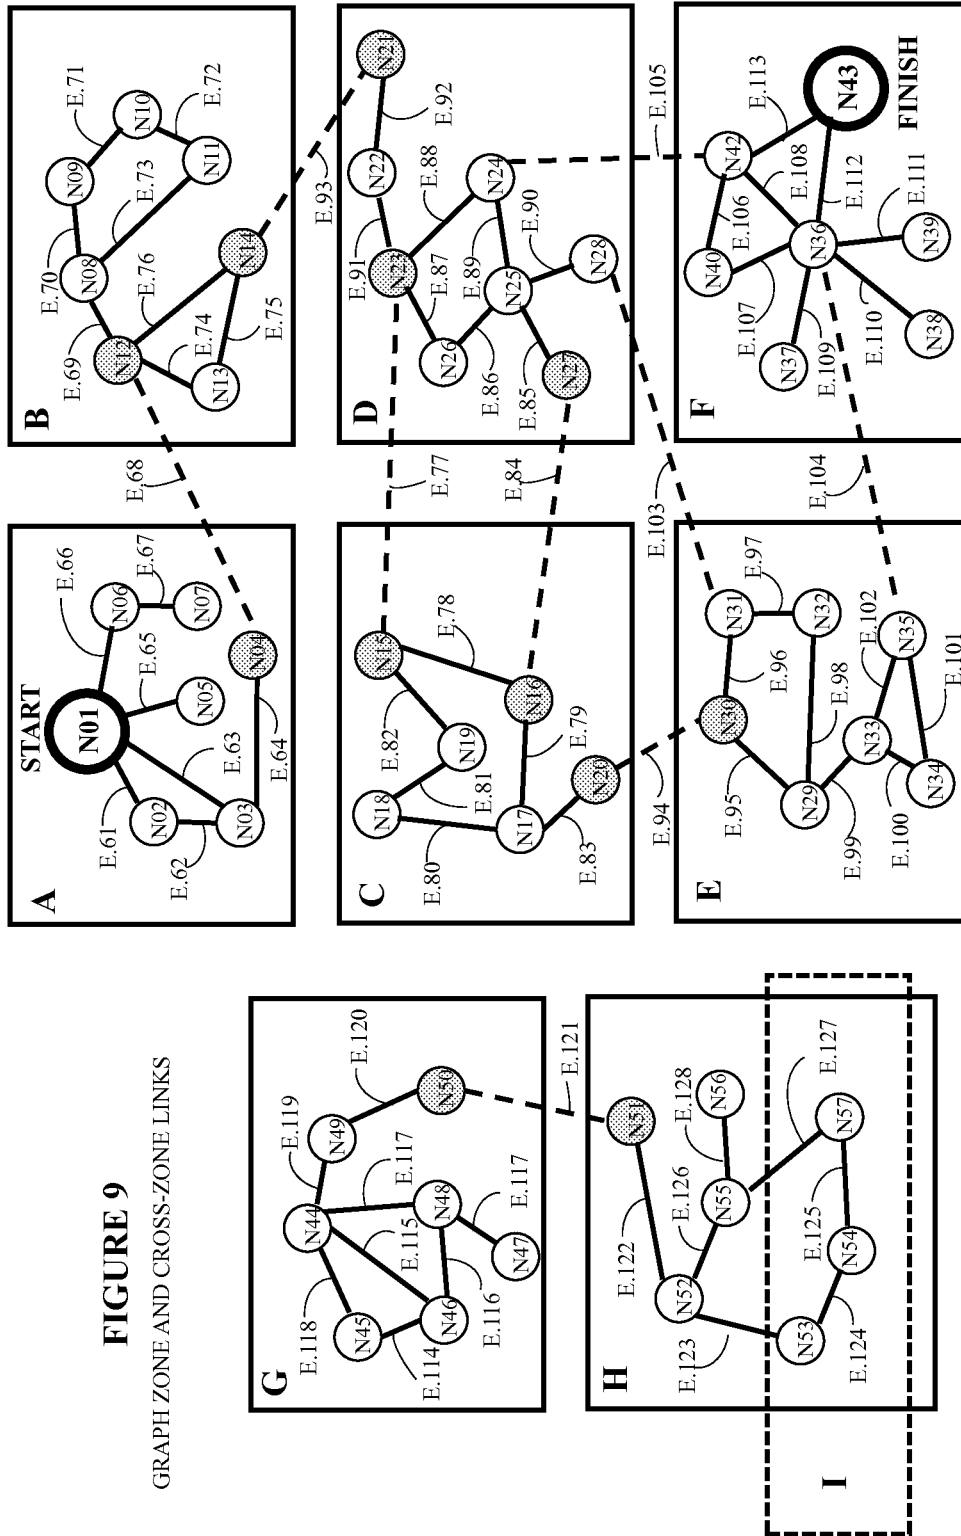 FIGURE 9
GRAPH ZONE AND CROSS-ZONE LINKS
A
START
N01
N02
N03
N04
N05
N06
N07
E.61
E.62
E.63
E.64
E.65
E.66
E.67
E.68
B
N08
N09
N10
N11
N12
N13
N14
E.69
E.70
E.71
E.72
E.73
E.76
E.74
E.75
E.93
C
N15
N16
N17
N18
N19
N20
E.82
E.78
E.81
E.79
E.80
E.83
E.77
E.84
E.94
D
N21
N22
N23
N24
N25
N26
N27
N28
E.91
E.92
E.87
E.88
E.89
E.90
E.86
E.85
E.103
E.105
E
N29
N30
N31
N32
N33
N34
N35
E.95
E.96
E.97
E.98
E.99
E.100
E.102
E.101
E.104
F
N36
N37
N38
N39
N40
N42
N43
FINISH
E.106
E.107
E.108
E.113
E.109
E.112
E.110
E.111
G
N44
N45
N46
N47
N48
N49
N50
E.118
E.119
E.120
E.117
E.115
E.114
E.116
E.117
E.121
H
N51
N52
N53
N54
N55
N56
N57
E.122
E.126
E.128
E.123
E.125
E.127
E.124
I